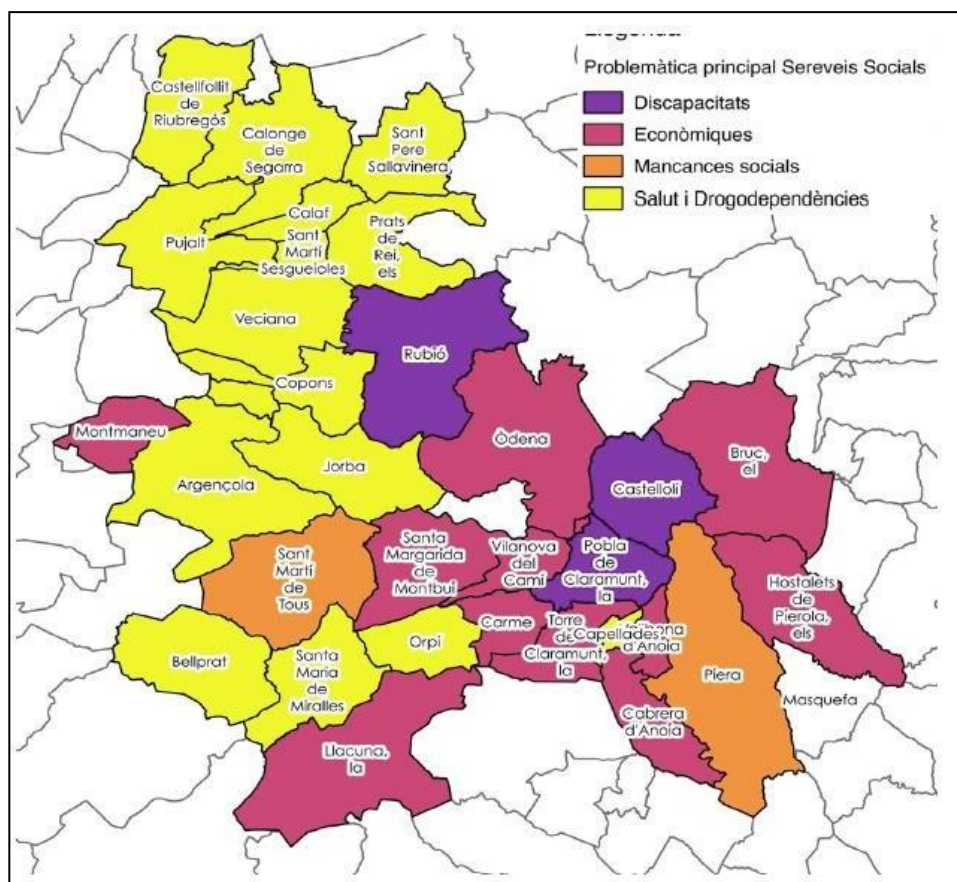 Problemàtica principal Sereveis Socials
Discapacitats
Econòmiques
Mancances socials
Salut i Drogodependències
Castellfollit
de
Riubregós
Calonge
de
Segarra
Sant
Pere
Sallavinera
Pujalt
Calaf
Sant
Martí
Sesgueioles
Prats
de
Rei,
els
Veciana
Rubió
Copons
Montmaneu
Òdena
Bruc,
el
Argençola
Jorba
Castellolí
Sant
Martí
de
Tous
Santa
Margarida
de
Montbui
Vilanova
del
Camí
Pobla
de
Claramunt,
la
Hostalets
de
Pierola,
els
Bellprat
Santa
Maria
de
Miralles
Orpí
Carme
Torre
de
Claramunt,
la
Capellades
d'Anoia
Piera
Masquefa
Cabrera
d'Anoia
Llacuna,
la